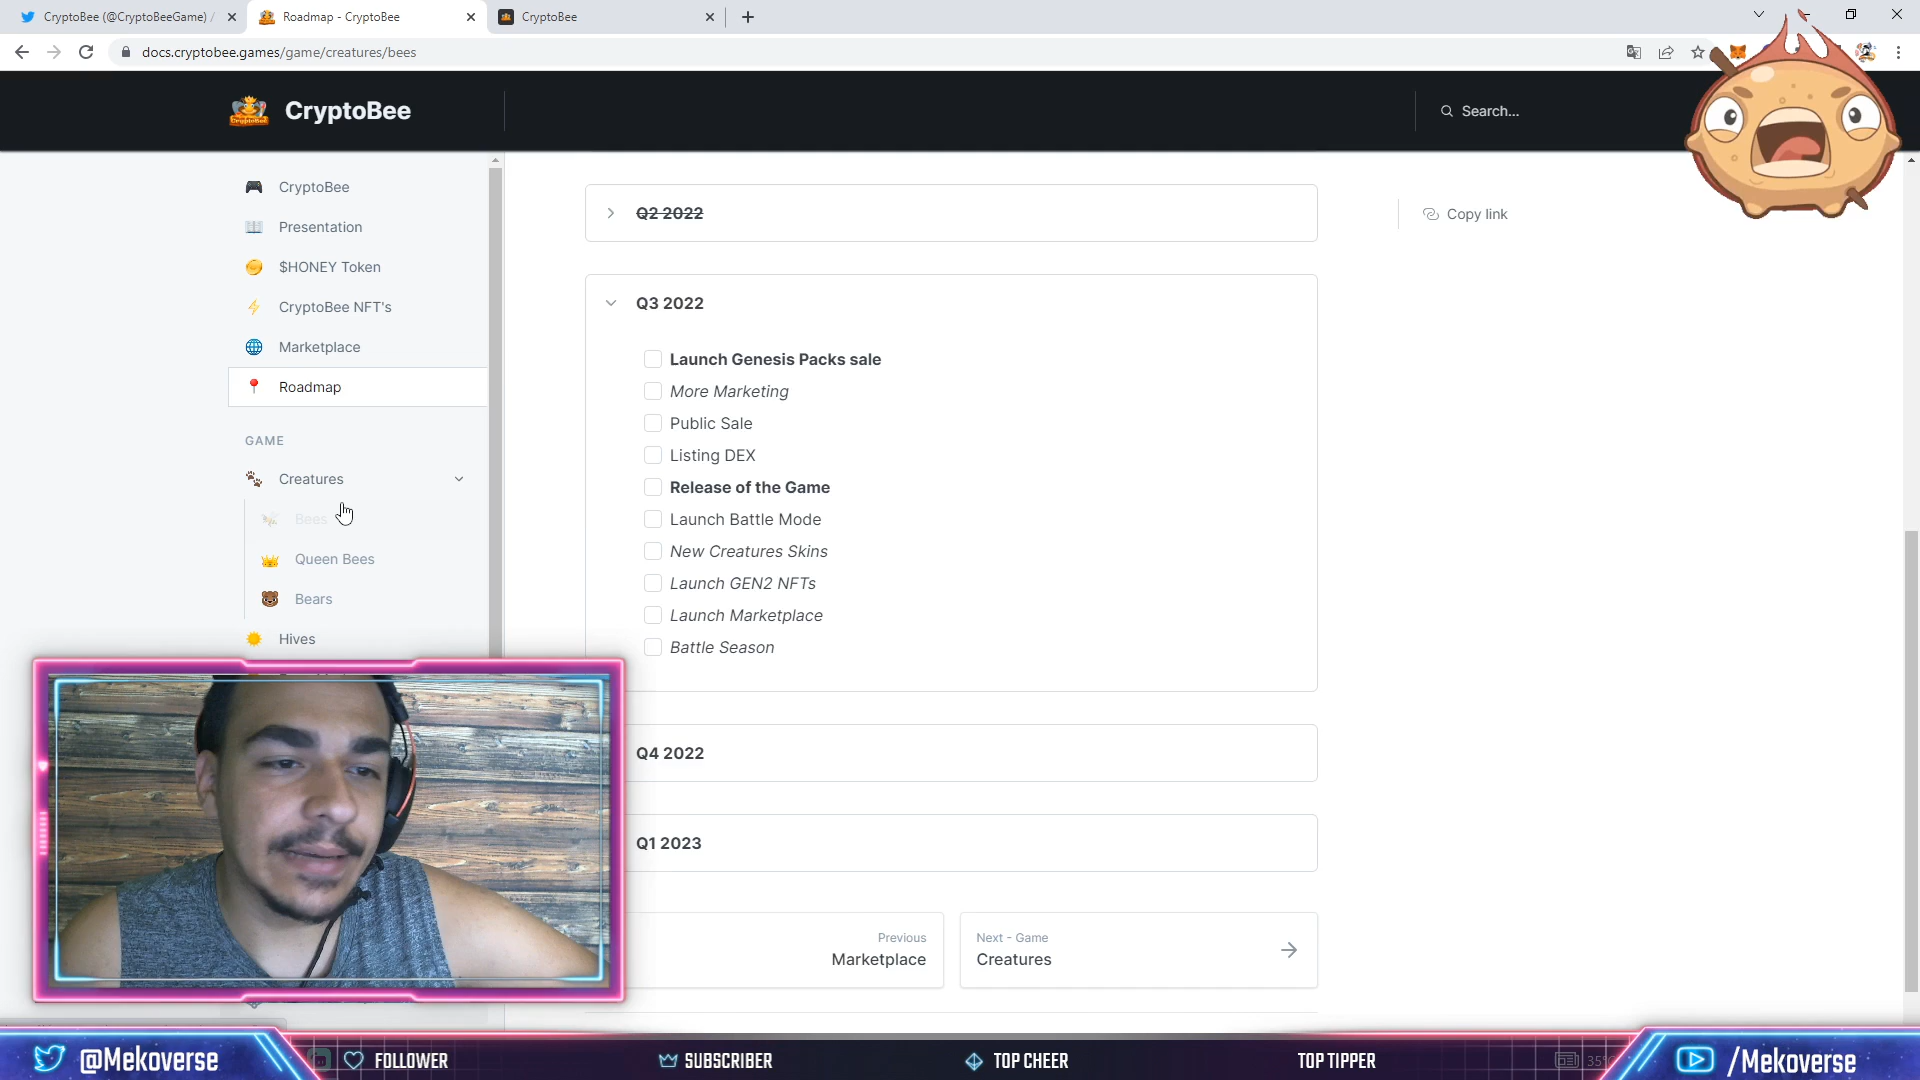 CryptoBee (@CryptoBeeGame) /
Roadmap - CryptoBee
CryptoBee
docs.cryptobee.games/game/creatures/bees
CryptoBee
CryptoBee
Search...
CryptoBee
Presentation
$HONEY Token
CryptoBee NFT's
Marketplace
Roadmap
GAME
Creatures
Bees
Queen Bees
Bears
Hives
Q2 2022
Copy link
Q3 2022
Launch Genesis Packs sale
More Marketing
Public Sale
Listing DEX
Release of the Game
Launch Battle Mode
New Creatures Skins
Launch GEN2 NFTs
Launch Marketplace
Battle Season
Q4 2022
Q1 2023
Previous
Marketplace
Next - Game
Creatures
@Mekoverse
FOLLOWER
SUBSCRIBER
TOP CHEER
TOP TIPPER
/Mekoverse